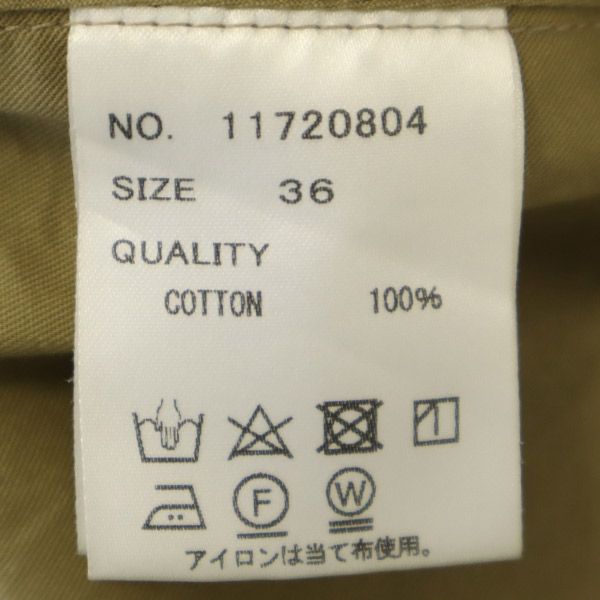 NO. 11720804
SIZE 36
QUALITY
COTTON 100%
F W
アイロンは当て布使用。